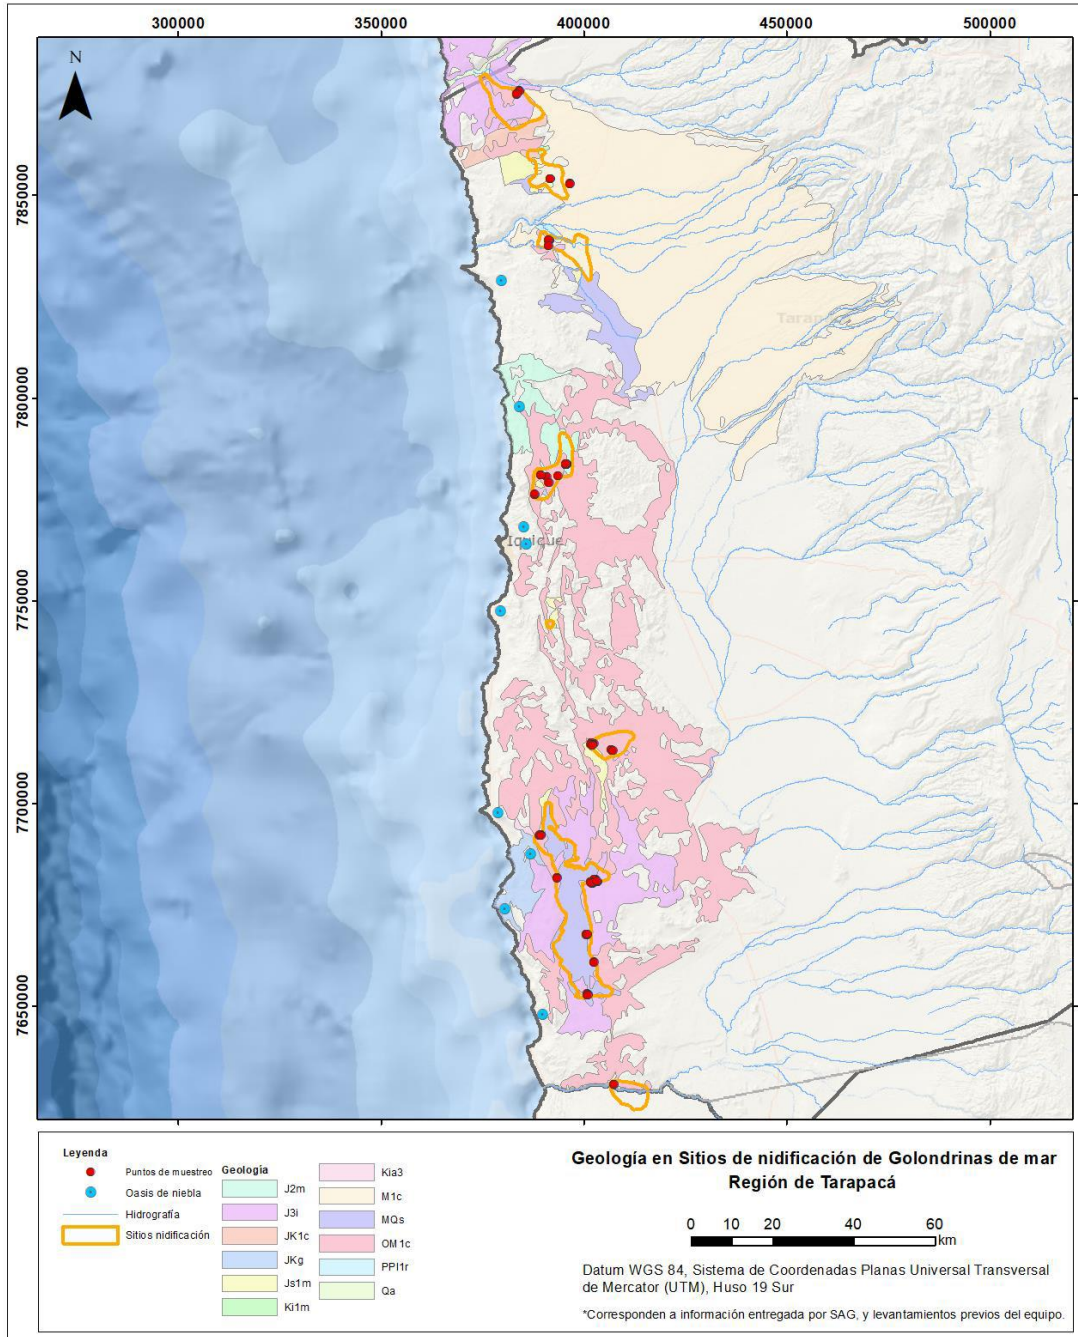 300000
350000
400000
450000
500000
N
7850000
7800000
7750000
7700000
7650000
Iquique
Leyenda
Puntos de muestreo
Oasis de niebla
Hidrografía
Sitios nidificación
Geologia
J2m
J3i
JK1c
JKg
Js1m
Ki1m
Kia3
M1c
MQs
OM1c
PPI1r
Qa
Geología en Sitios de nidificación de Golondrinas de mar
Región de Tarapacá
0 10 20 40 60
km
Datum WGS 84, Sistema de Coordenadas Planas Universal Transversal
de Mercator (UTM), Huso 19 Sur
*Corresponden a información entregada por SAG, y levantamientos previos del equipo.